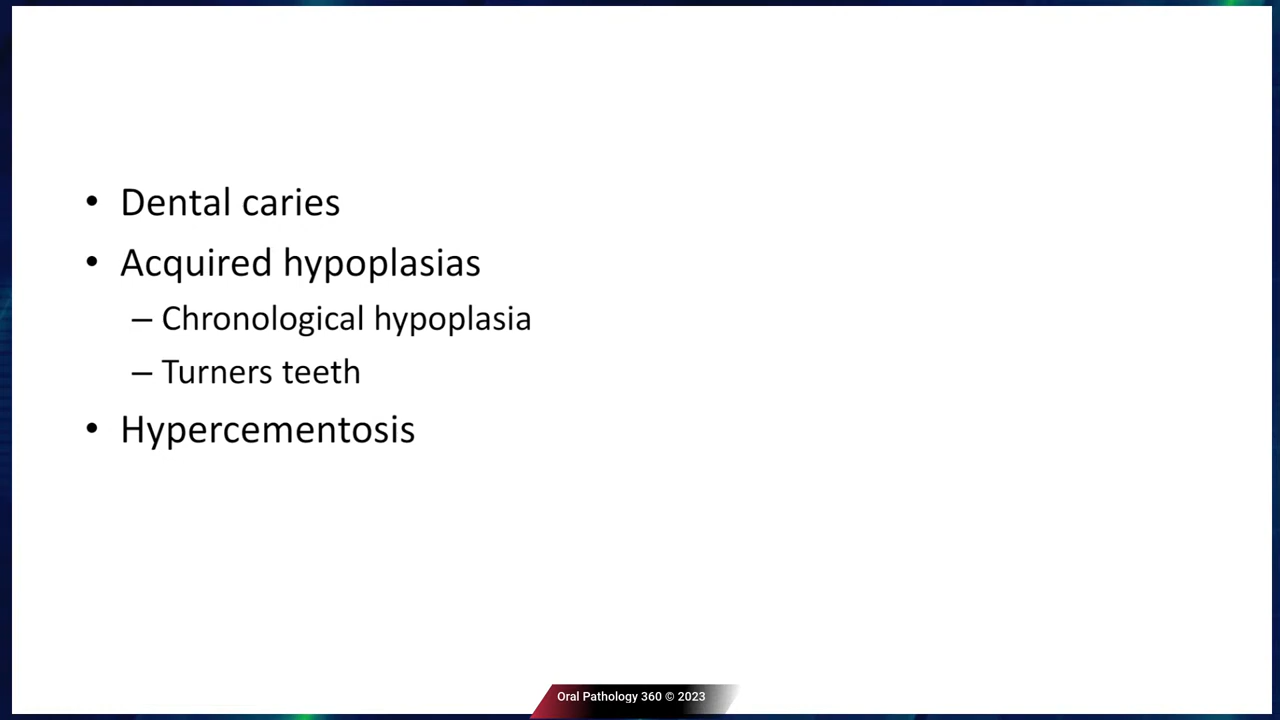 • Dental caries
• Acquired hypoplasias
– Chronological hypoplasia
– Turners teeth
• Hypercementosis
Oral Pathology 360 © 2023